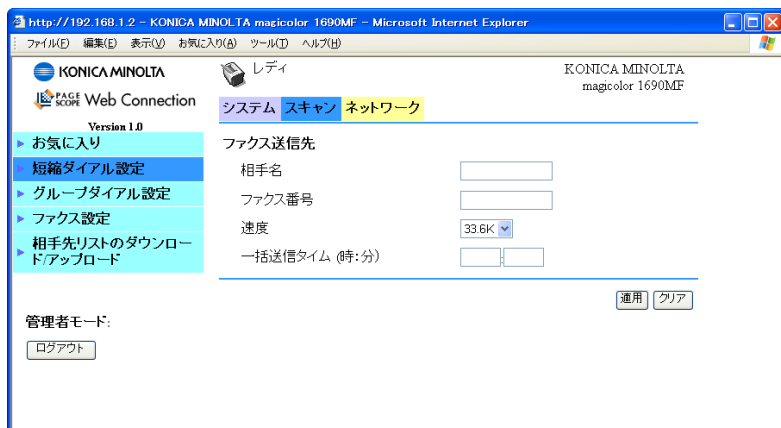 http://192.168.1.2 - KONICA MINOLTA magicolor 1690MF - Microsoft Internet Explorer
ファイル(F) 編集(E) 表示(V) お気に入り(A) ツール(T) ヘルプ(H)
KONICA MINOLTA
レディ
KONICA MINOLTA
magicolor 1690MF
PAGE SCOPE Web Connection
Version 1.0
システム スキャン ネットワーク
お気に入り
短縮ダイアル設定
グループダイアル設定
ファクス設定
相手先リストのダウンロー
ド/アップロード
ファクス送信先
相手名
ファクス番号
速度
33.6K
一括送信タイム (時:分)
:
適用 クリア
管理者モード:
ログアウト